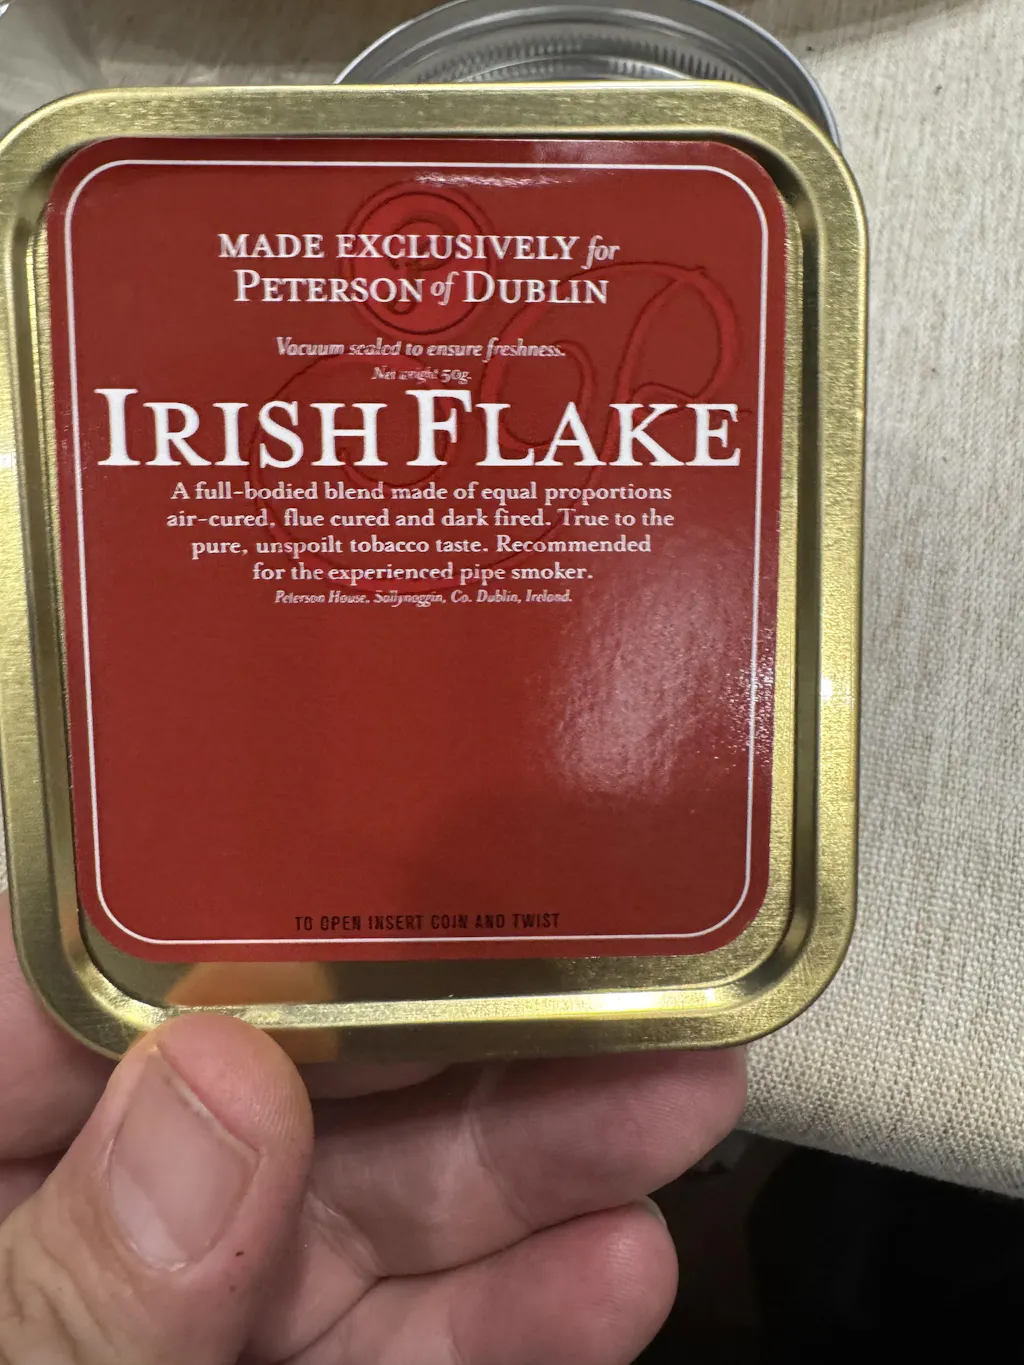 MADE EXCLUSIVELY for
PETERSON of DUBLIN
Vacuum sealed to ensure freshness.
Net weight 50g.
IRISH FLAKE
A full-bodied blend made of equal proportions
air-cured, flue cured and dark fired. True to the
pure, unspoilt tobacco taste. Recommended
for the experienced pipe smoker.
Peterson House, Sallynoggin, Co. Dublin, Ireland.
TO OPEN INSERT COIN AND TWIST